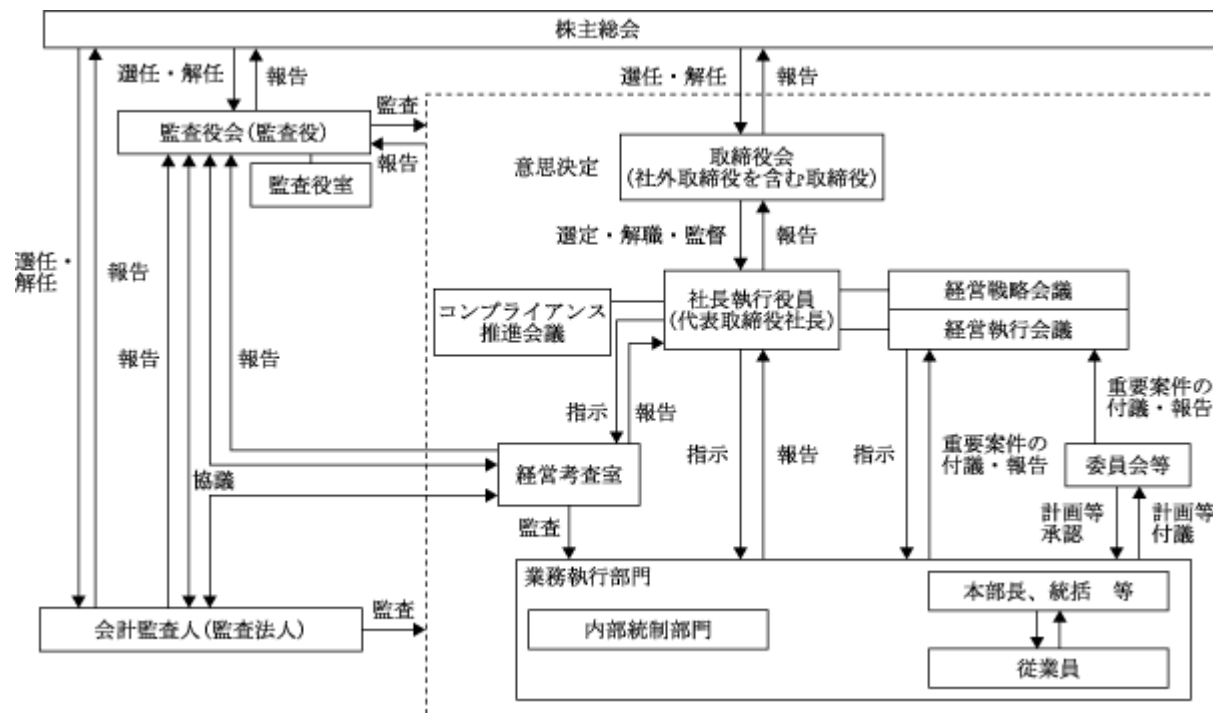 株主総会
選任・解任
報告
選任・解任
報告
監査
監査役会(監査役)
報告
監査役室
意思決定
取締役会
(社外取締役を含む取締役)
選定・解職・監督
報告
選任・
解任
報告
コンプライアンス
推進会議
社長執行役員
(代表取締役社長)
経営戦略会議
経営執行会議
報告
報告
指示
報告
重要案件の
付議・報告
指示
報告
指示
重要案件の
付議・報告
経営考査室
委員会等
協議
監査
計画等
承認
計画等
付議
業務執行部門
本部長、統括 等
内部統制部門
従業員
会計監査人(監査法人)
監査